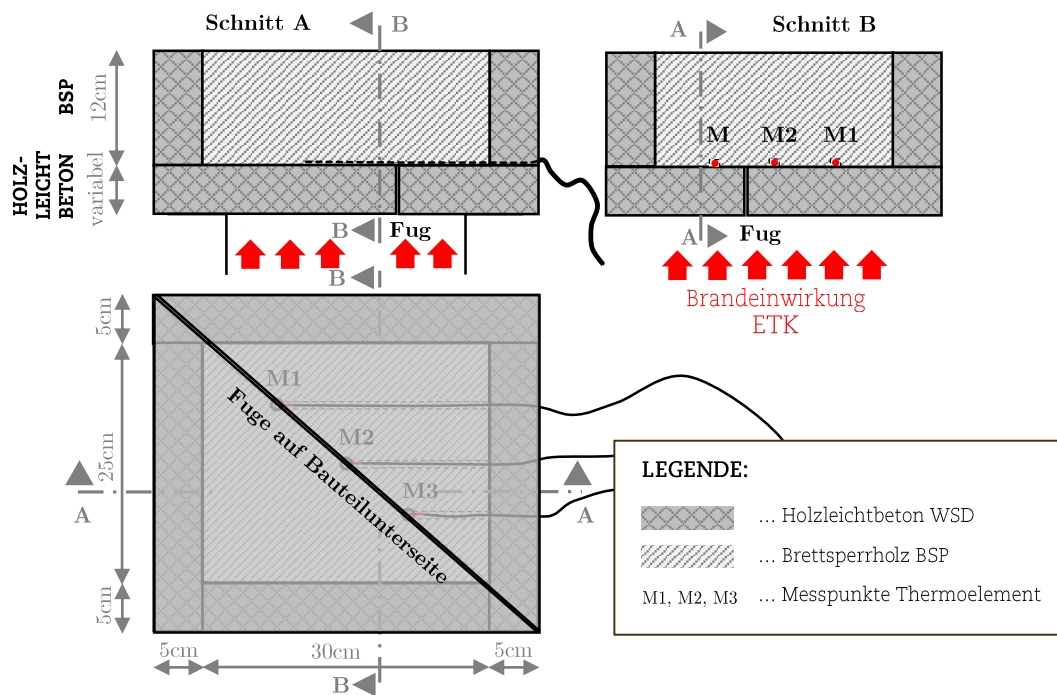 Schnitt A
B
A
Schnitt B
BSP
12cm
HOLZ-
LEICHT
BETON
variabel
M
M2
M1
B
Fug
A
Fug
B
Brandeinwirkung
ETK
5cm
25cm
5cm
M1
M2
M3
Fuge auf Bauteilunterseite
A
A
LEGENDE:
... Holzleichtbeton WSD
... Brettsperrholz BSP
M1, M2, M3 ... Messpunkte Thermoelement
5cm
30cm
5cm
B